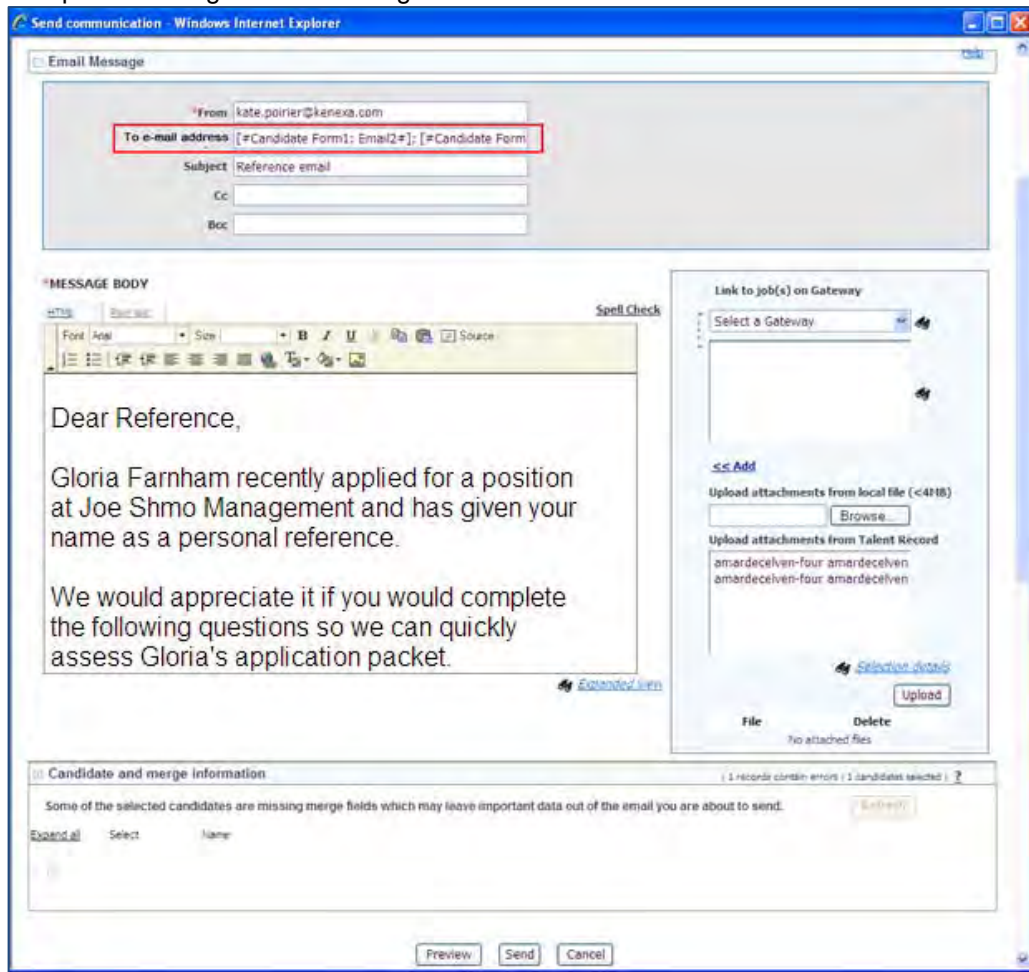 Send communication - Windows Internet Explorer
Help
Email Message
*From kate.poirier@kenexa.com
To e-mail address [#Candidate Form1: Email2#]; [#Candidate Form
Subject Reference email
Cc
Bcc
*MESSAGE BODY
HTML
Spell Check
Font Arial Size B I U Source
Dear Reference,
Gloria Farnham recently applied for a position
at Joe Shmo Management and has given your
name as a personal reference.
We would appreciate it if you would complete
the following questions so we can quickly
assess Gloria's application packet.
Expanded view
Link to job(s) on Gateway
Select a Gateway
<< Add
Upload attachments from local file (<4MB)
Browse...
Upload attachments from Talent Record
amardecelven-four amardecelven
amardecelven-four amardecelven
Selection details
Upload
File Delete
No attached files
Candidate and merge information
( 1 records contain errors ( 1 candidates selected ) ?
Some of the selected candidates are missing merge fields which may leave important data out of the email you are about to send.
Refresh
Expand all Select Name
Preview Send Cancel